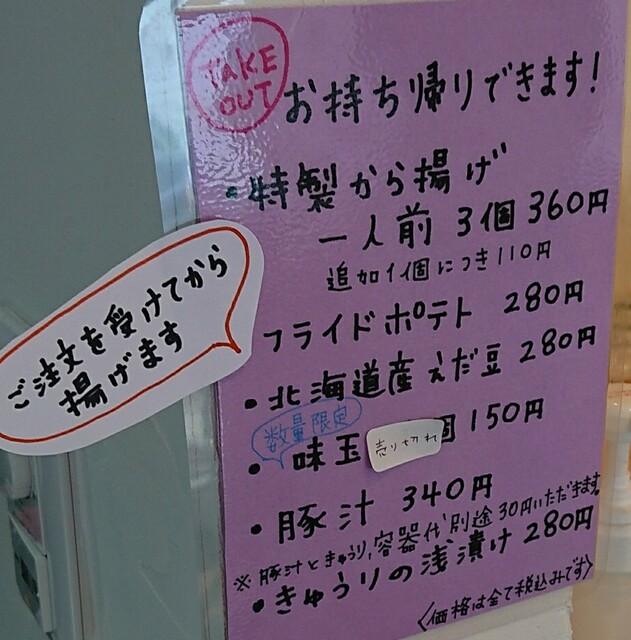 TAKE
OUT
お持ち帰りできます!
・特製から揚げ
一人前 3個 360円
追加1個につき110円
ご注文を受けてから
揚げます
フライドポテト 280円
・北海道産えだ豆 280円
数量限定
・味玉 個 150円
売り切れ
・豚汁 340円
※豚汁ときゅうり、容器代別途30円いただきます。
・きゅうりの浅漬け 280円
〈価格は全て税込みです〉